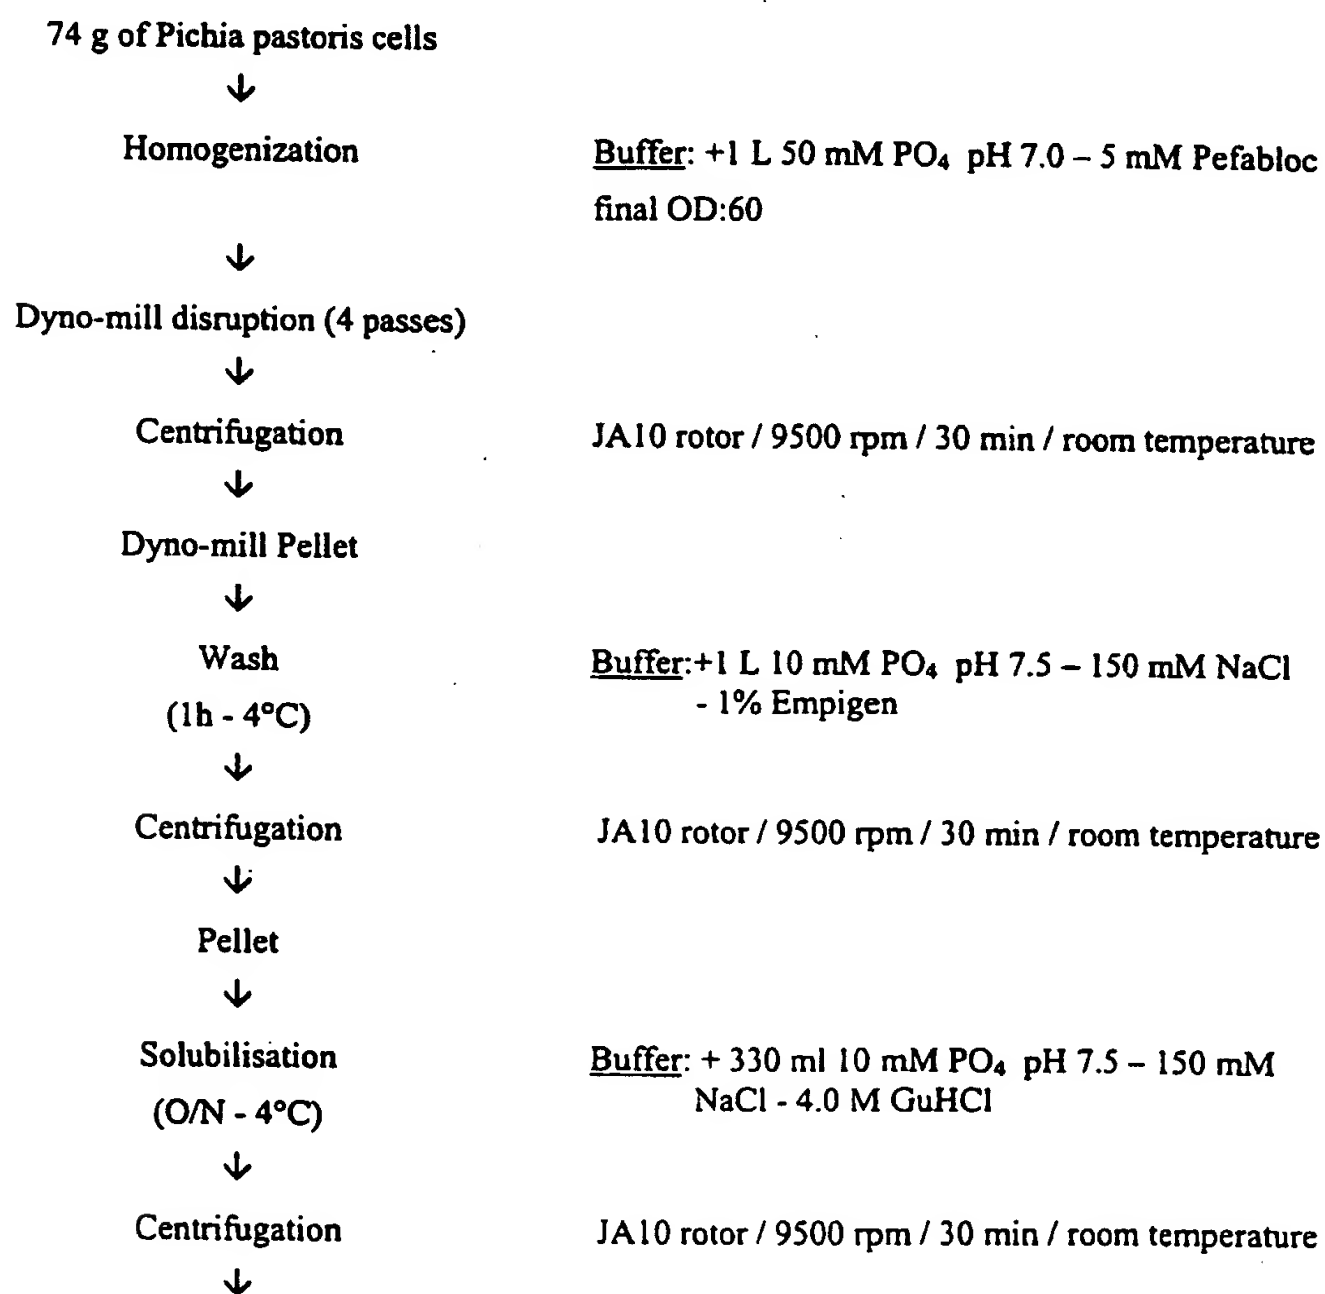 74 g of Pichia pastoris cells
↓
Homogenization Buffer: +1 L 50 mM PO₄ pH 7.0 – 5 mM Pefabloc
final OD:60
↓
Dyno-mill disruption (4 passes)
↓
Centrifugation JA10 rotor / 9500 rpm / 30 min / room temperature
↓
Dyno-mill Pellet
↓
Wash Buffer:+1 L 10 mM PO₄ pH 7.5 – 150 mM NaCl
(1h - 4°C) - 1% Empigen
↓
Centrifugation JA10 rotor / 9500 rpm / 30 min / room temperature
↓
Pellet
↓
Solubilisation Buffer: + 330 ml 10 mM PO₄ pH 7.5 – 150 mM
(O/N - 4°C) NaCl - 4.0 M GuHCl
↓
Centrifugation JA10 rotor / 9500 rpm / 30 min / room temperature
↓